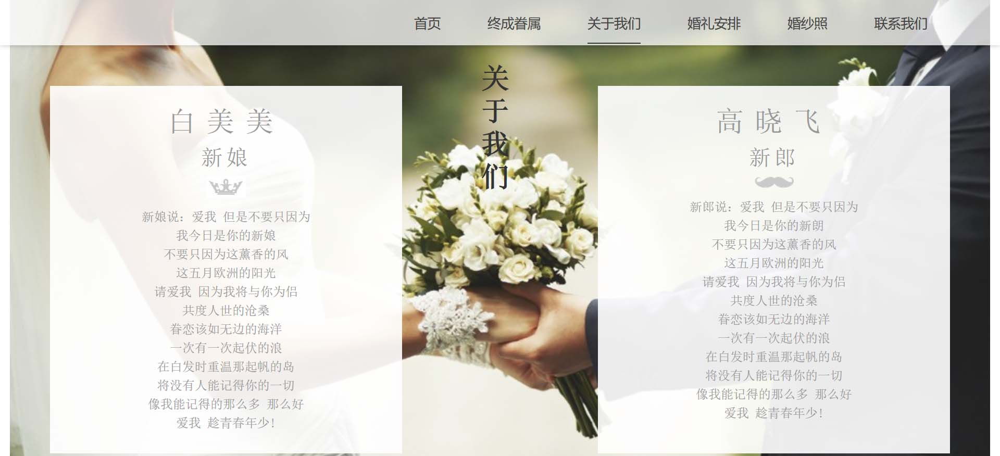 首页 终成眷属 关于我们 婚礼安排 婚纱照 联系我们
关于我们
白美美
新娘
新娘说：爱我 但是不要只因为
我今日是你的新娘
不要只因为这薰香的风
这五月欧洲的阳光
请爱我 因为我将与你为侣
共度人世的沧桑
眷恋该如无边的海洋
一次有一次起伏的浪
在白发时重温那起帆的岛
将没有人能记得你的一切
像我能记得的那么多 那么好
爱我 趁青春年少!
高晓飞
新郎
新郎说：爱我 但是不要只因为
我今日是你的新朗
不要只因为这薰香的风
这五月欧洲的阳光
请爱我 因为我将与你为侣
共度人世的沧桑
眷恋该如无边的海洋
一次有一次起伏的浪
在白发时重温那起帆的岛
将没有人能记得你的一切
像我能记得的那么多 那么好
爱我 趁青春年少!